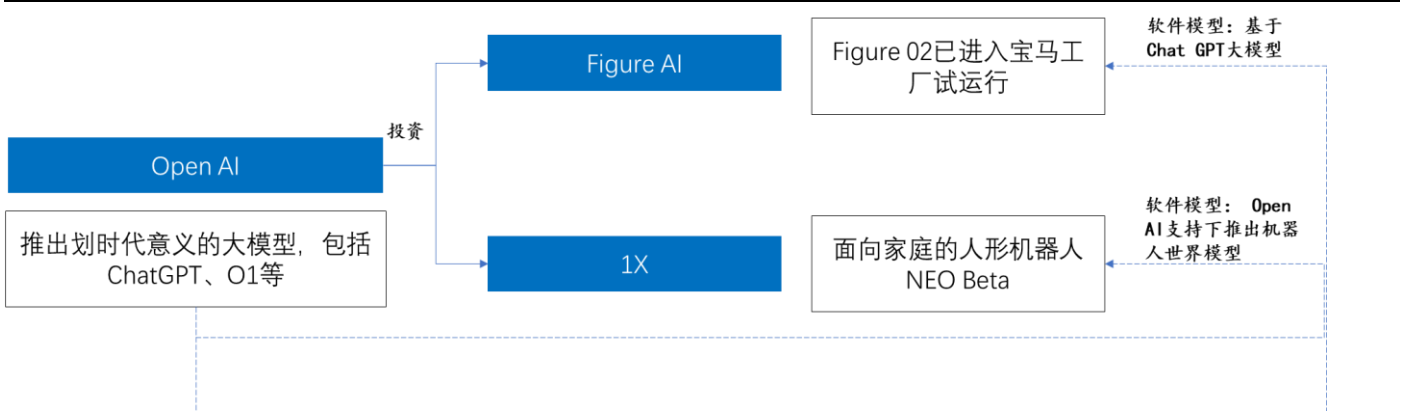 Figure AI
Figure 02已进入宝马工
厂试运行
软件模型：基于
Chat GPT大模型
投资
Open AI
推出划时代意义的大模型，包括
ChatGPT、O1等
1X
面向家庭的人形机器人
NEO Beta
软件模型： Open
AI支持下推出机器
人世界模型